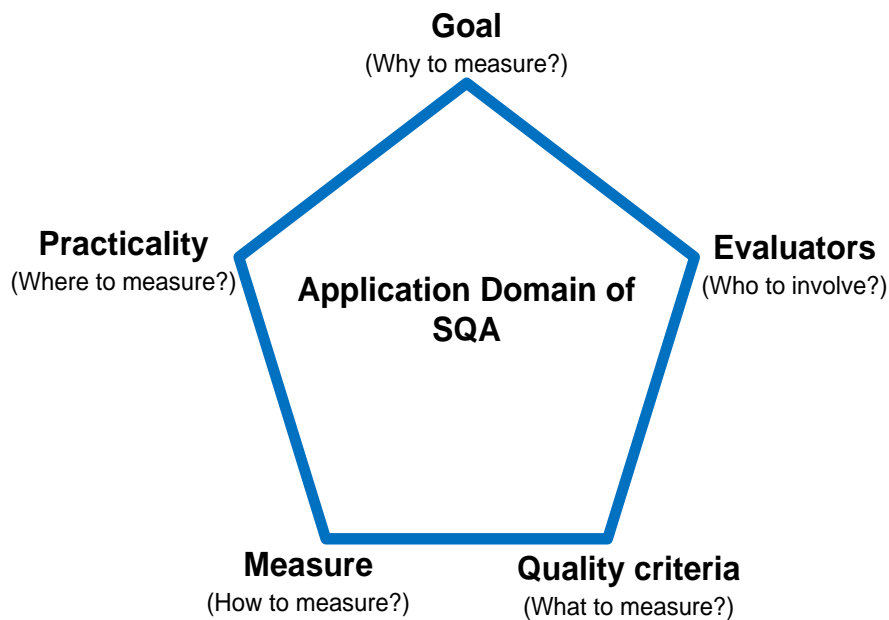 Goal
(Why to measure?)
Practicality
(Where to measure?)
Evaluators
(Who to involve?)
Application Domain of
SQA
Measure
(How to measure?)
Quality criteria
(What to measure?)